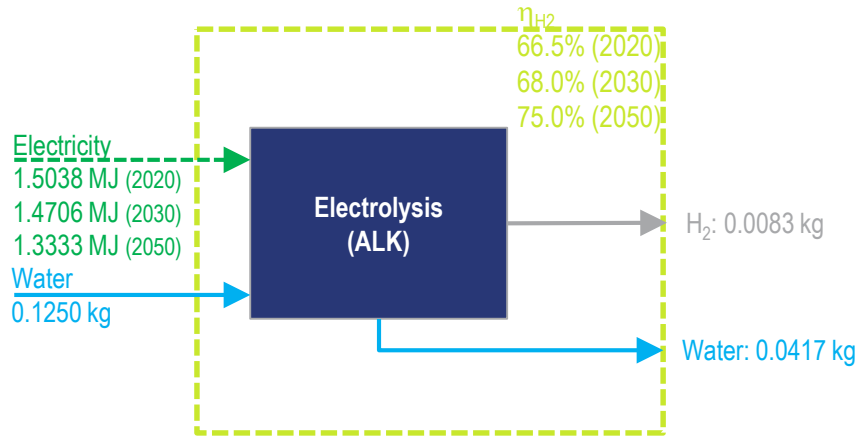 η_H2
66.5% (2020)
68.0% (2030)
75.0% (2050)
Electricity
1.5038 MJ (2020)
1.4706 MJ (2030)
1.3333 MJ (2050)
Water
0.1250 kg
Electrolysis
(ALK)
H₂: 0.0083 kg
Water: 0.0417 kg